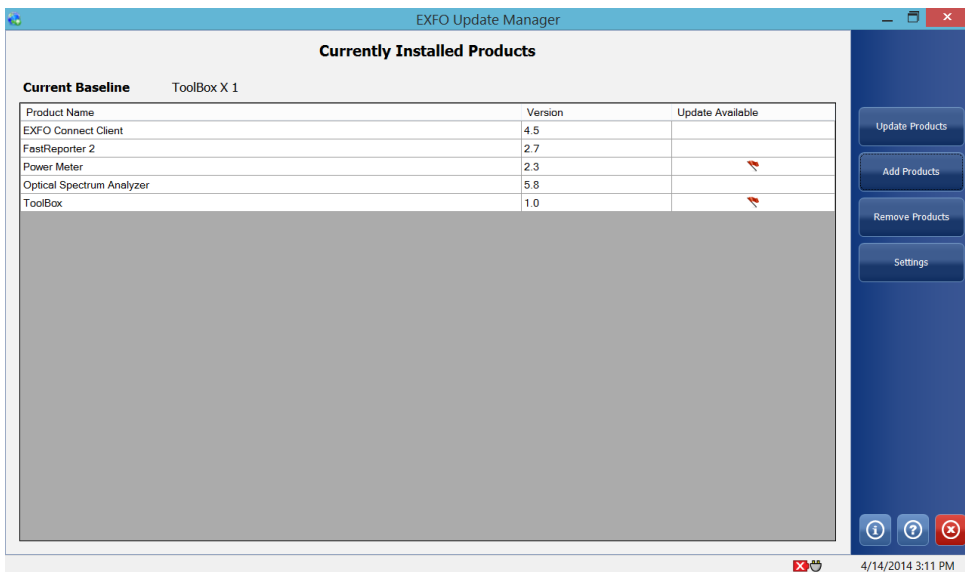 EXFO Update Manager
Currently Installed Products
Current Baseline ToolBox X 1
Product Name Version Update Available
EXFO Connect Client 4.5
FastReporter 2 2.7
Power Meter 2.3
Optical Spectrum Analyzer 5.8
ToolBox 1.0
Update Products
Add Products
Remove Products
Settings
4/14/2014 3:11 PM